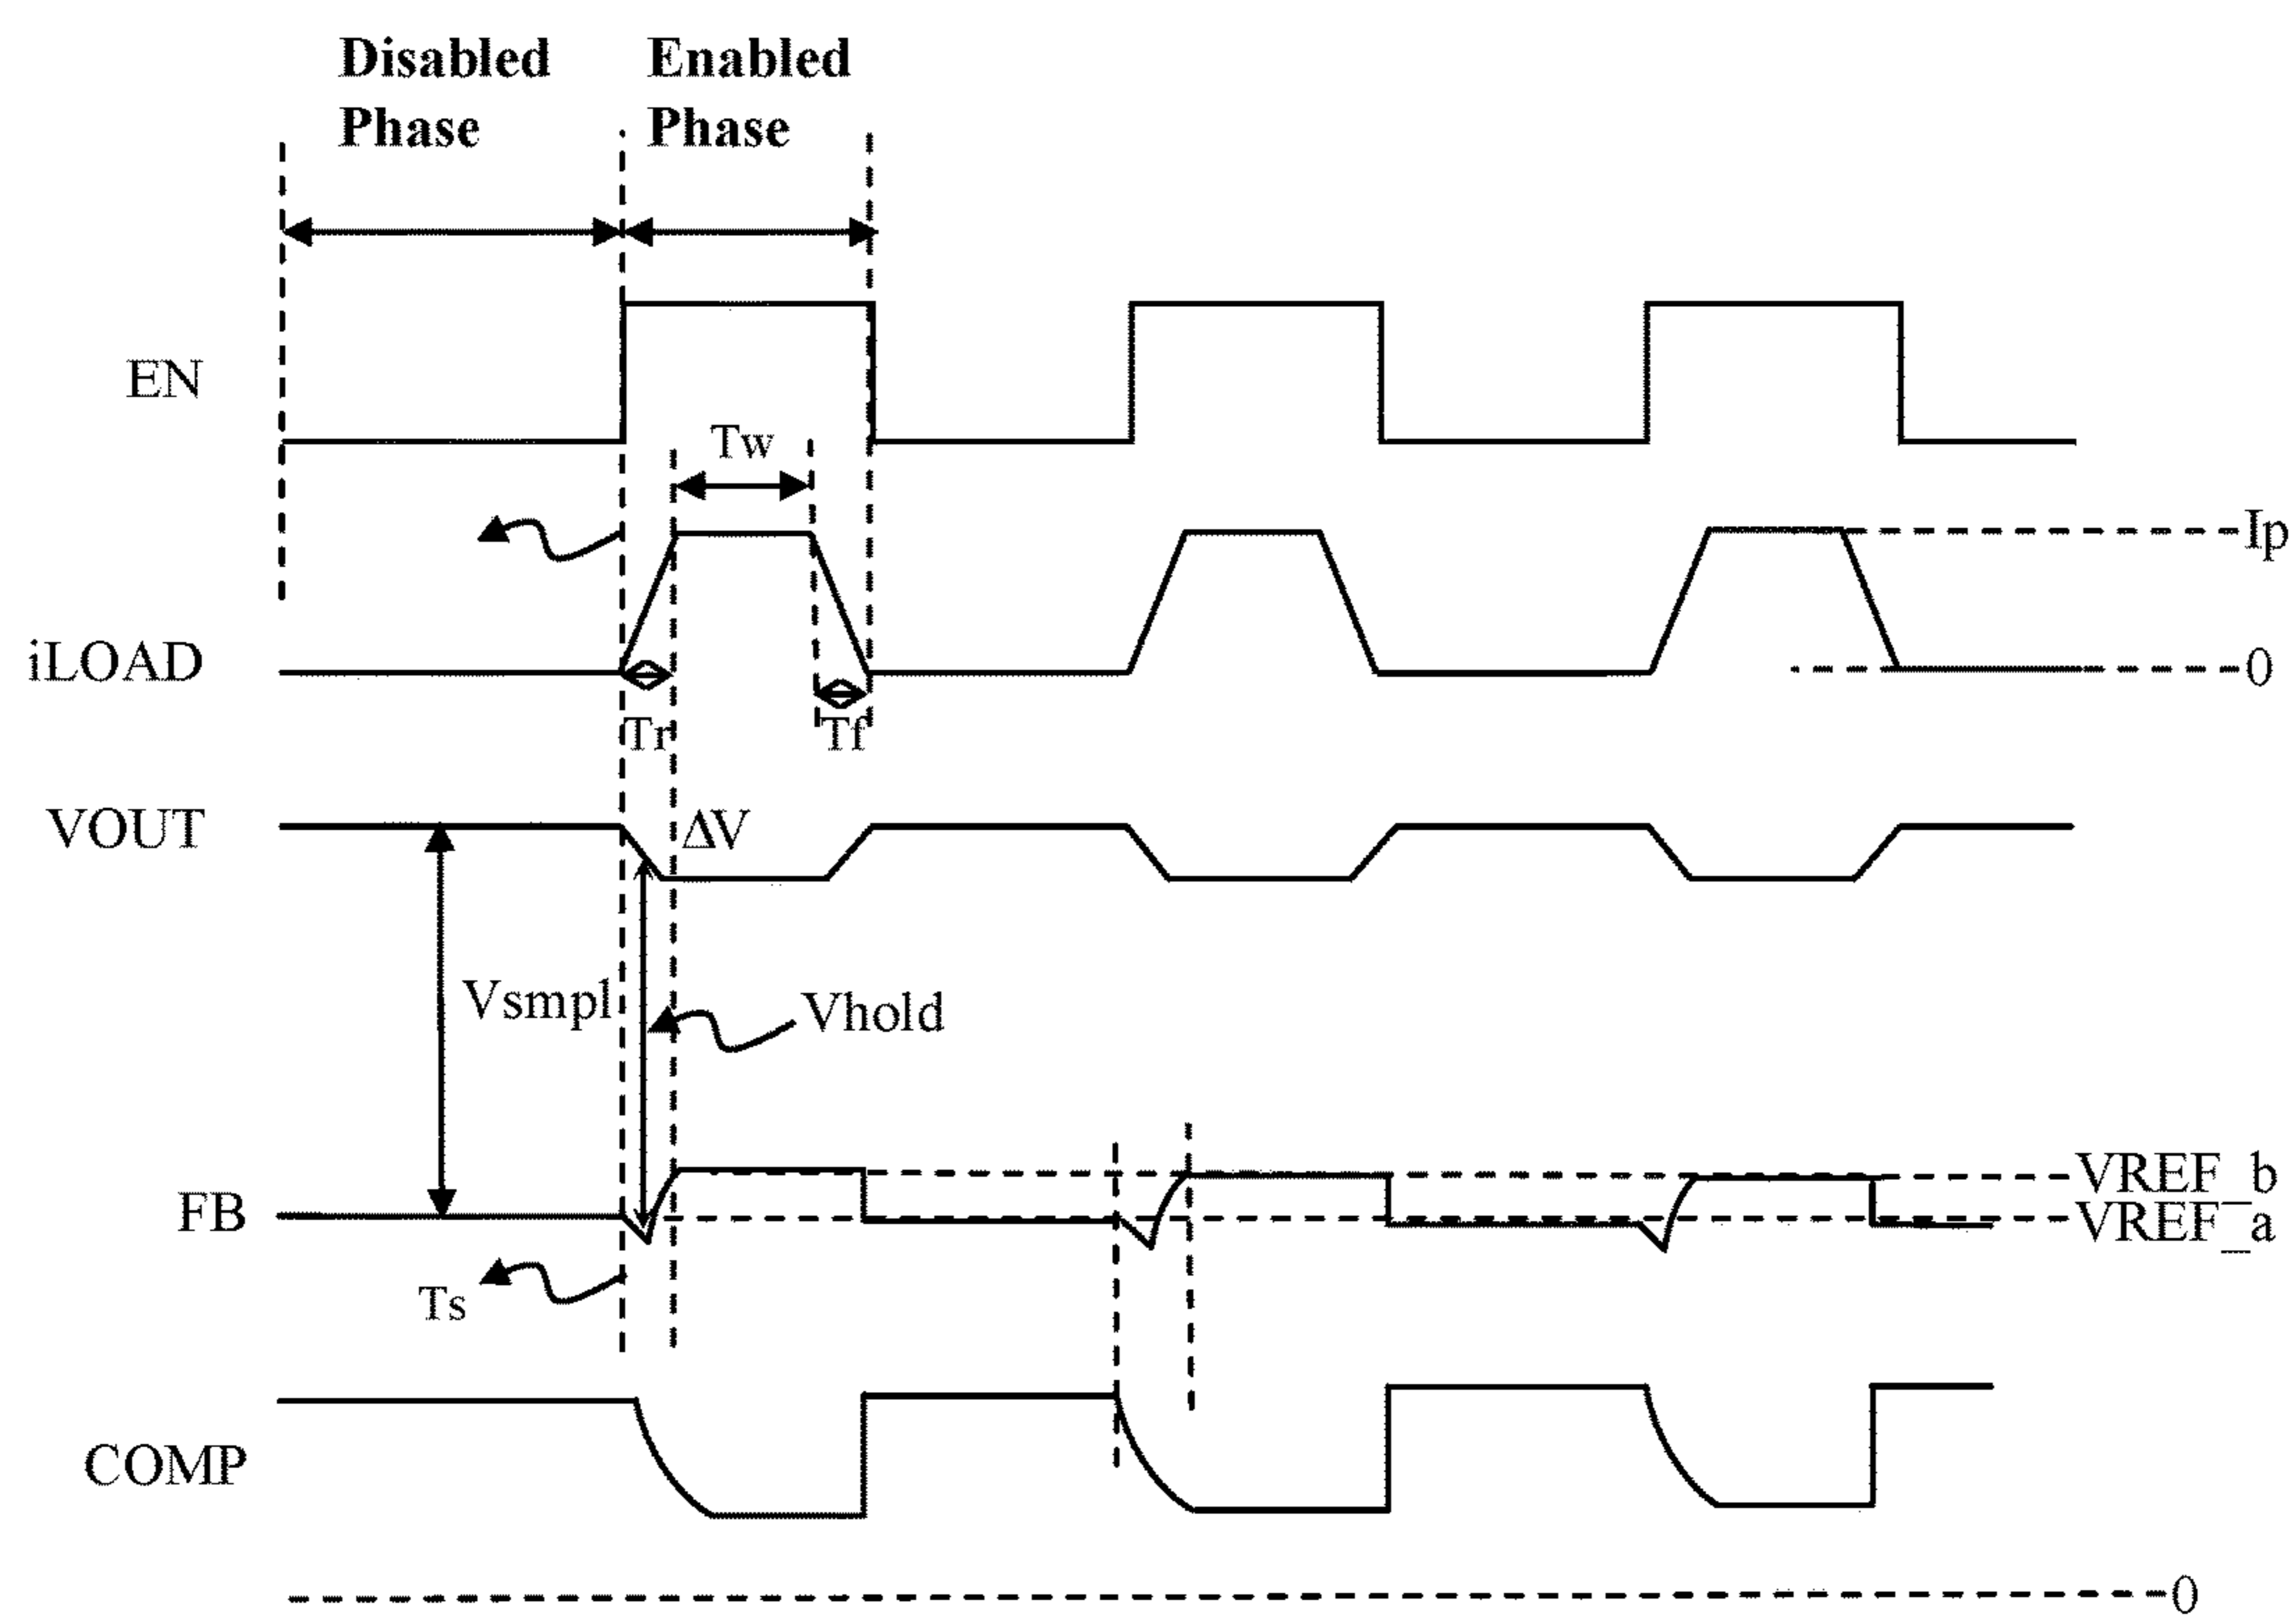 Disabled Phase
Enabled Phase
EN
Tw
Ip
iLOAD
0
Tr
Tf
VOUT
ΔV
Vsmpl
Vhold
FB
VREF_b
VREF_a
Ts
COMP
0